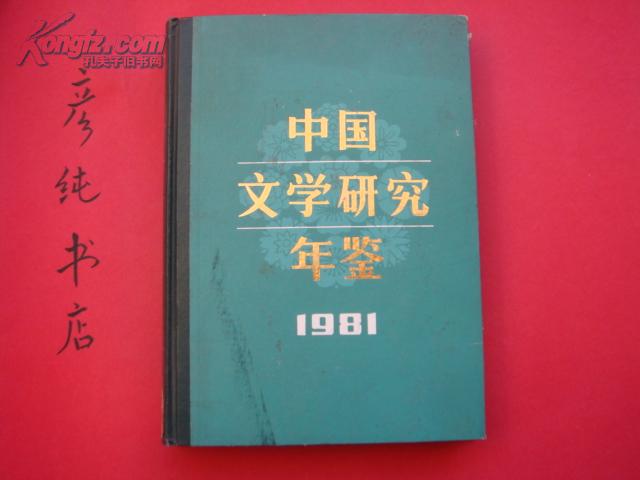 Kongfz.com
孔夫子旧书网
彦纯书店
中国
文学研究
年鉴
1981